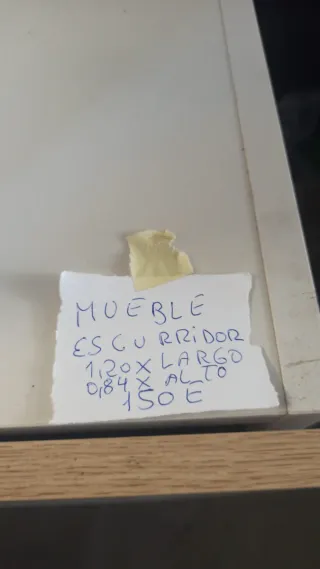 MUEBLE
ESCURRIDOR
1,20 X LARGO
0,84 X ALTO
150 E